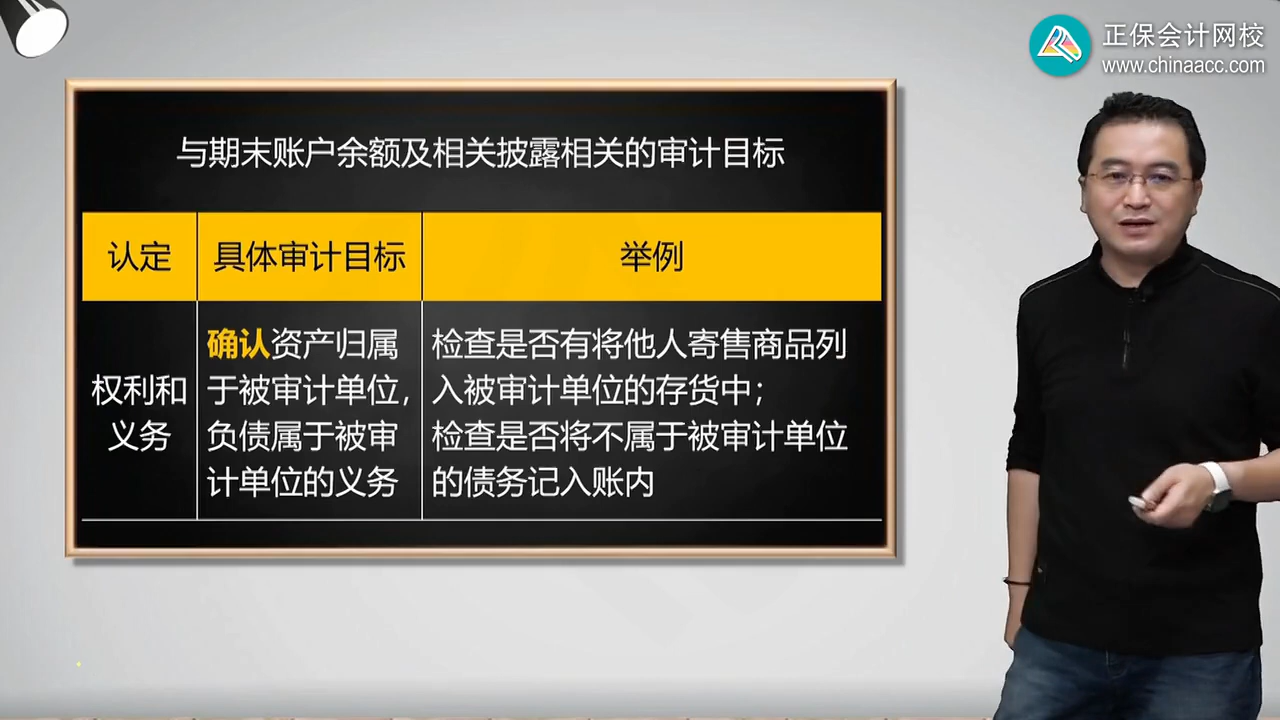 正保会计网校
www.chinaacc.com
与期末账户余额及相关披露相关的审计目标
认定
具体审计目标
举例
权利和
义务
确认资产归属
于被审计单位，
负债属于被审
计单位的义务
检查是否有将他人寄售商品列
入被审计单位的存货中；
检查是否将不属于被审计单位
的债务记入账内